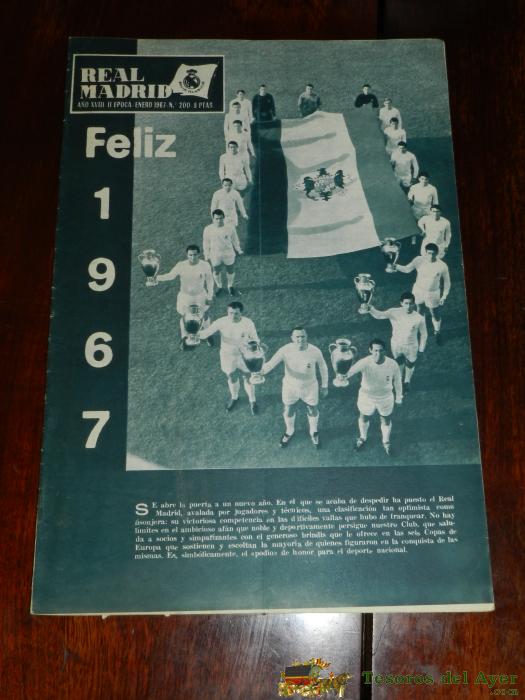 REAL
MADRID
AÑO XVIII-II EPOCA-ENERO 1967-N.° 200-8 PTAS
Feliz
1
9
6
7
SE abre la puerta a un nuevo año. En el que se acaba de despedir ha puesto el Real
Madrid, avalada por jugadores y técnicos, una clasificación tan optimista como
lisonjera: su victoriosa competencia en las difíciles vallas que hubo de franquear. No hay
límites en el ambicioso afán que noble y deportivamente persigue nuestro Club, que salu-
da a socios y simpatizantes con el generoso brindis que le ofrece en las seis Copas de
Europa que sostienen y escoltan la mayoría de quienes figuraron en la conquista de las
mismas. Es, simbólicamente, el «podio» de honor para el deporte nacional.
Tesoros del Ayer
.com